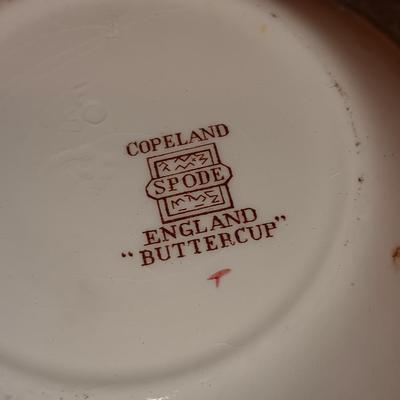 COPELAND
SPODE
ENGLAND
"BUTTERCUP"